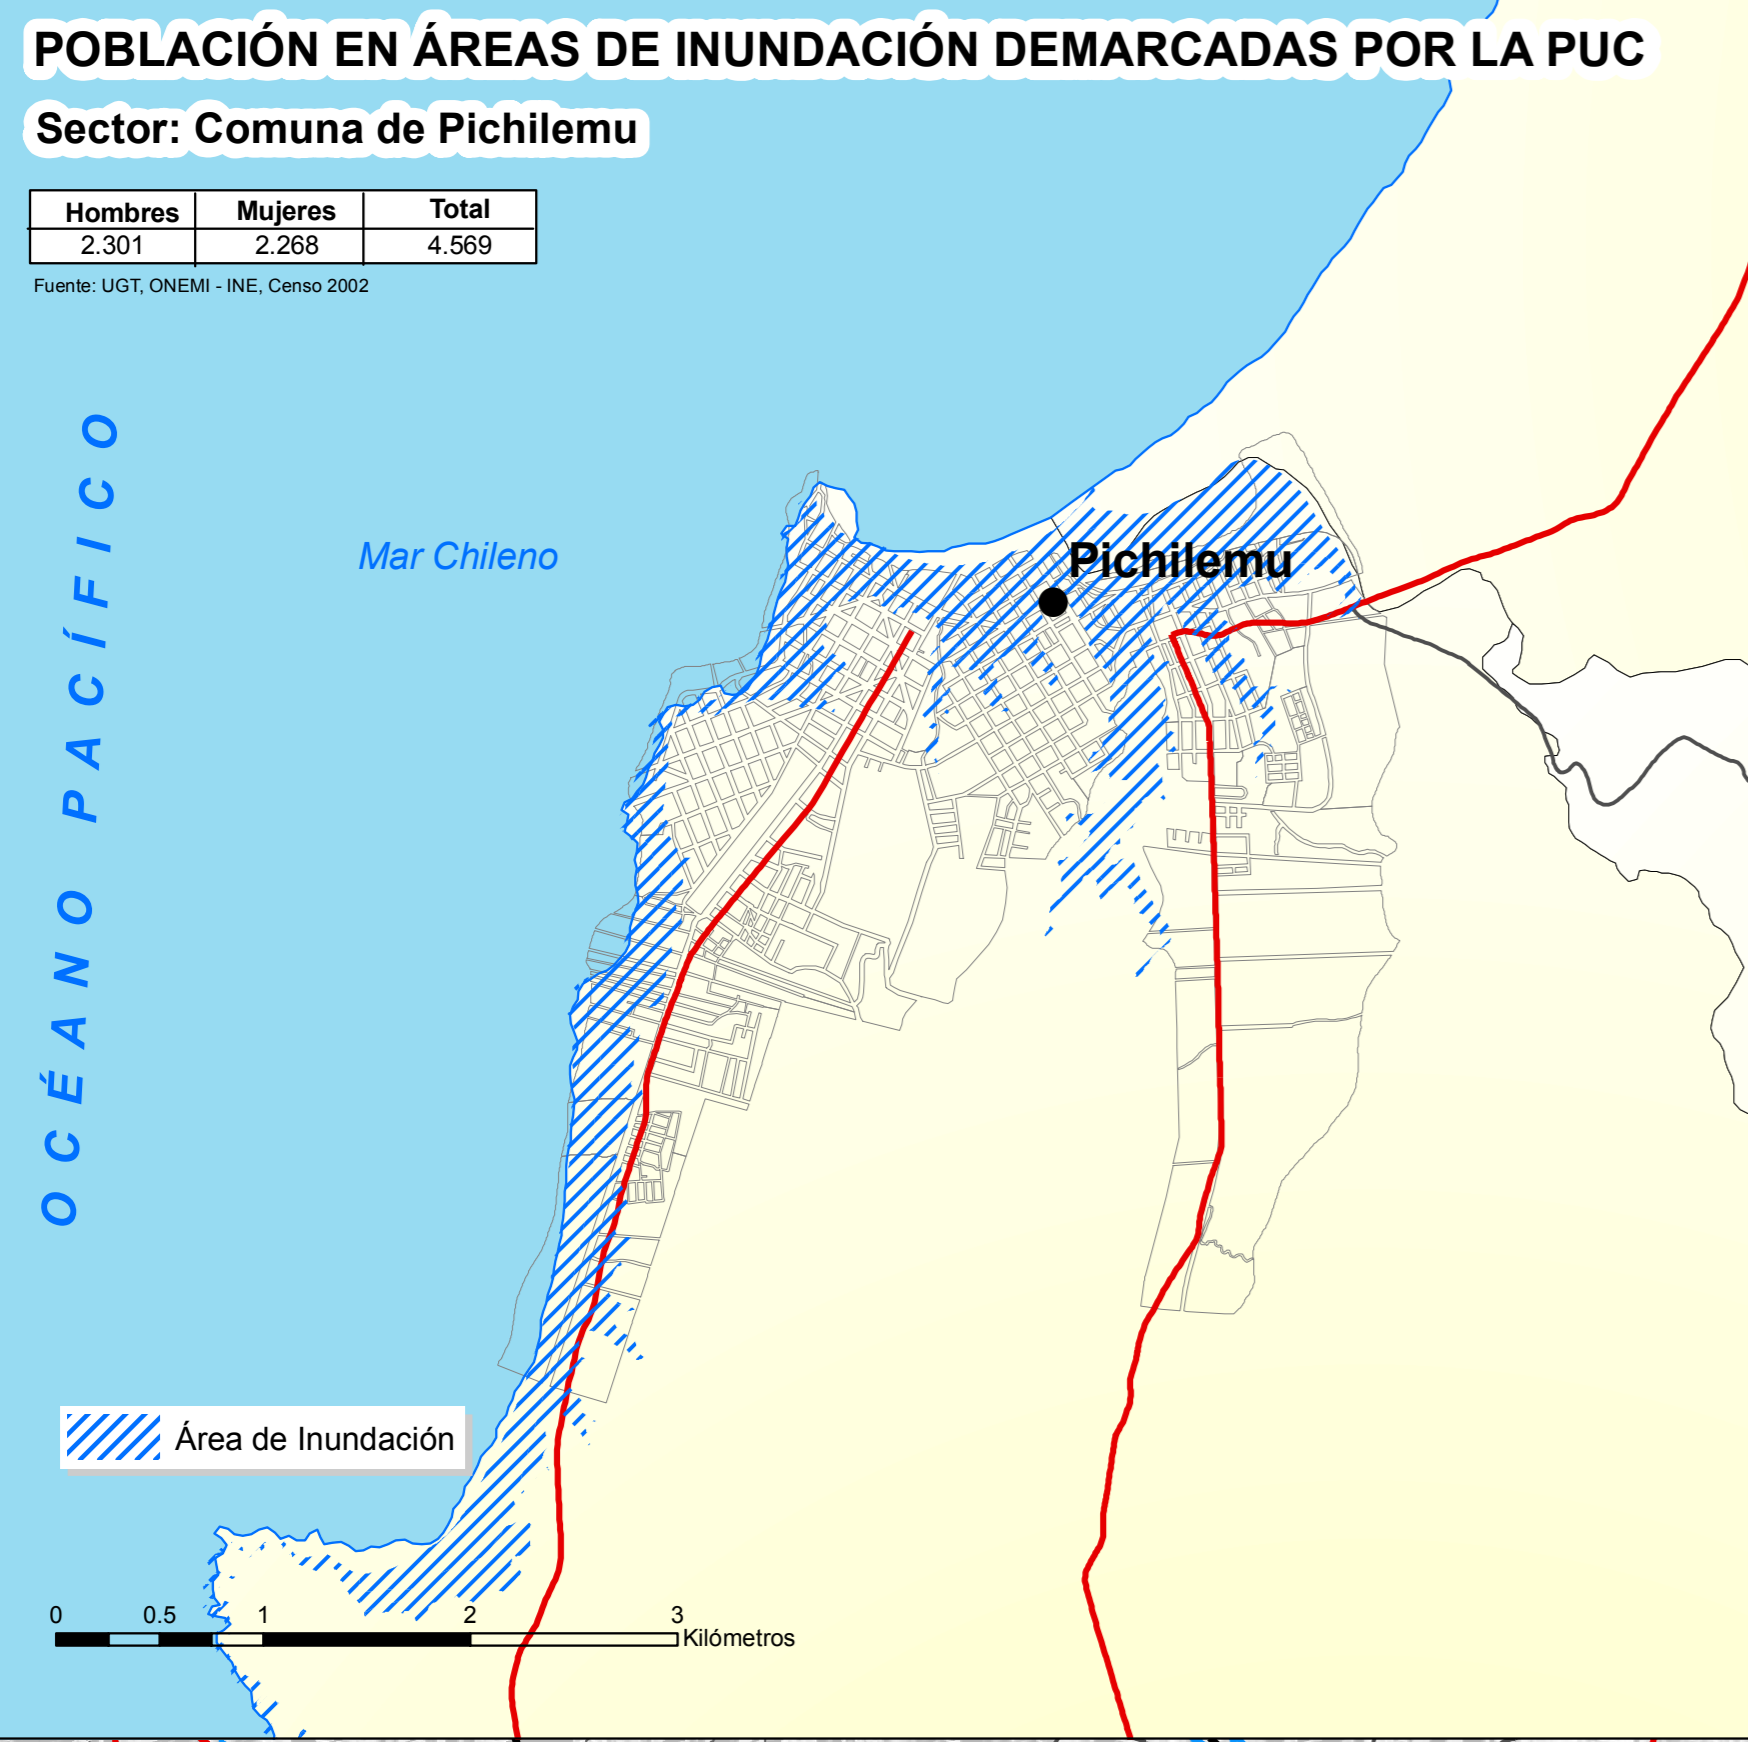 POBLACIÓN EN ÁREAS DE INUNDACIÓN DEMARCADAS POR LA PUC
Sector: Comuna de Pichilemu
Hombres Mujeres Total
2.301 2.268 4.569
Fuente: UGT, ONEMI - INE, Censo 2002
OCÉANO PACÍFICO
Mar Chileno
Pichilemu
Área de Inundación
0 0.5 1 2 3
Kilómetros